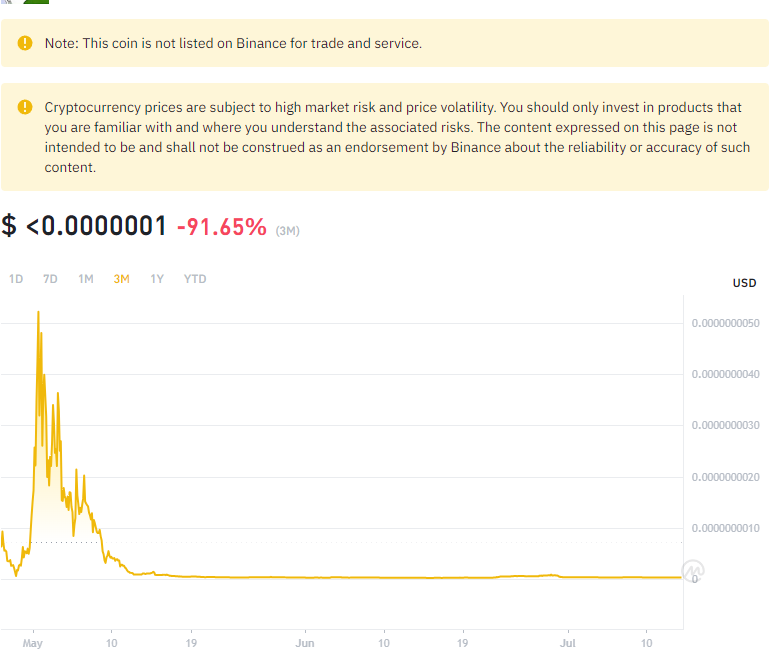 Note: This coin is not listed on Binance for trade and service.
Cryptocurrency prices are subject to high market risk and price volatility. You should only invest in products that
you are familiar with and where you understand the associated risks. The content expressed on this page is not
intended to be and shall not be construed as an endorsement by Binance about the reliability or accuracy of such
content.
$ <0.0000001 -91.65% (3M)
1D 7D 1M 3M 1Y YTD
USD
0.0000000050
0.0000000040
0.0000000030
0.0000000020
0.0000000010
0
May 10 19 Jun 10 19 Jul 10